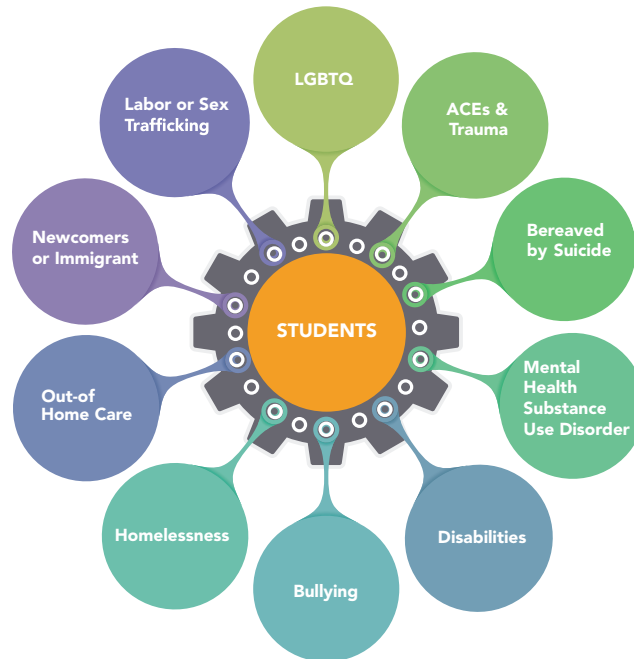 LGBTQ
ACEs &
Trauma
Bereaved
by Suicide
Mental
Health
Substance
Use Disorder
Disabilities
Bullying
Homelessness
Out-of
Home Care
Newcomers
or Immigrant
Labor or Sex
Trafficking
STUDENTS